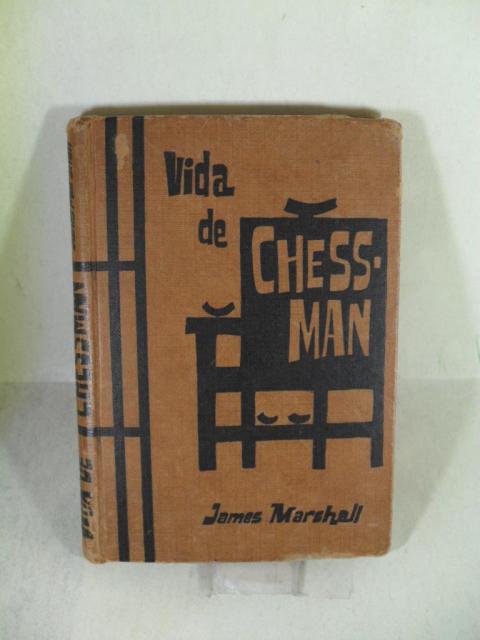 Vida
de
CHESS-
MAN
James Marshall
VIDA DE CHESSMAN